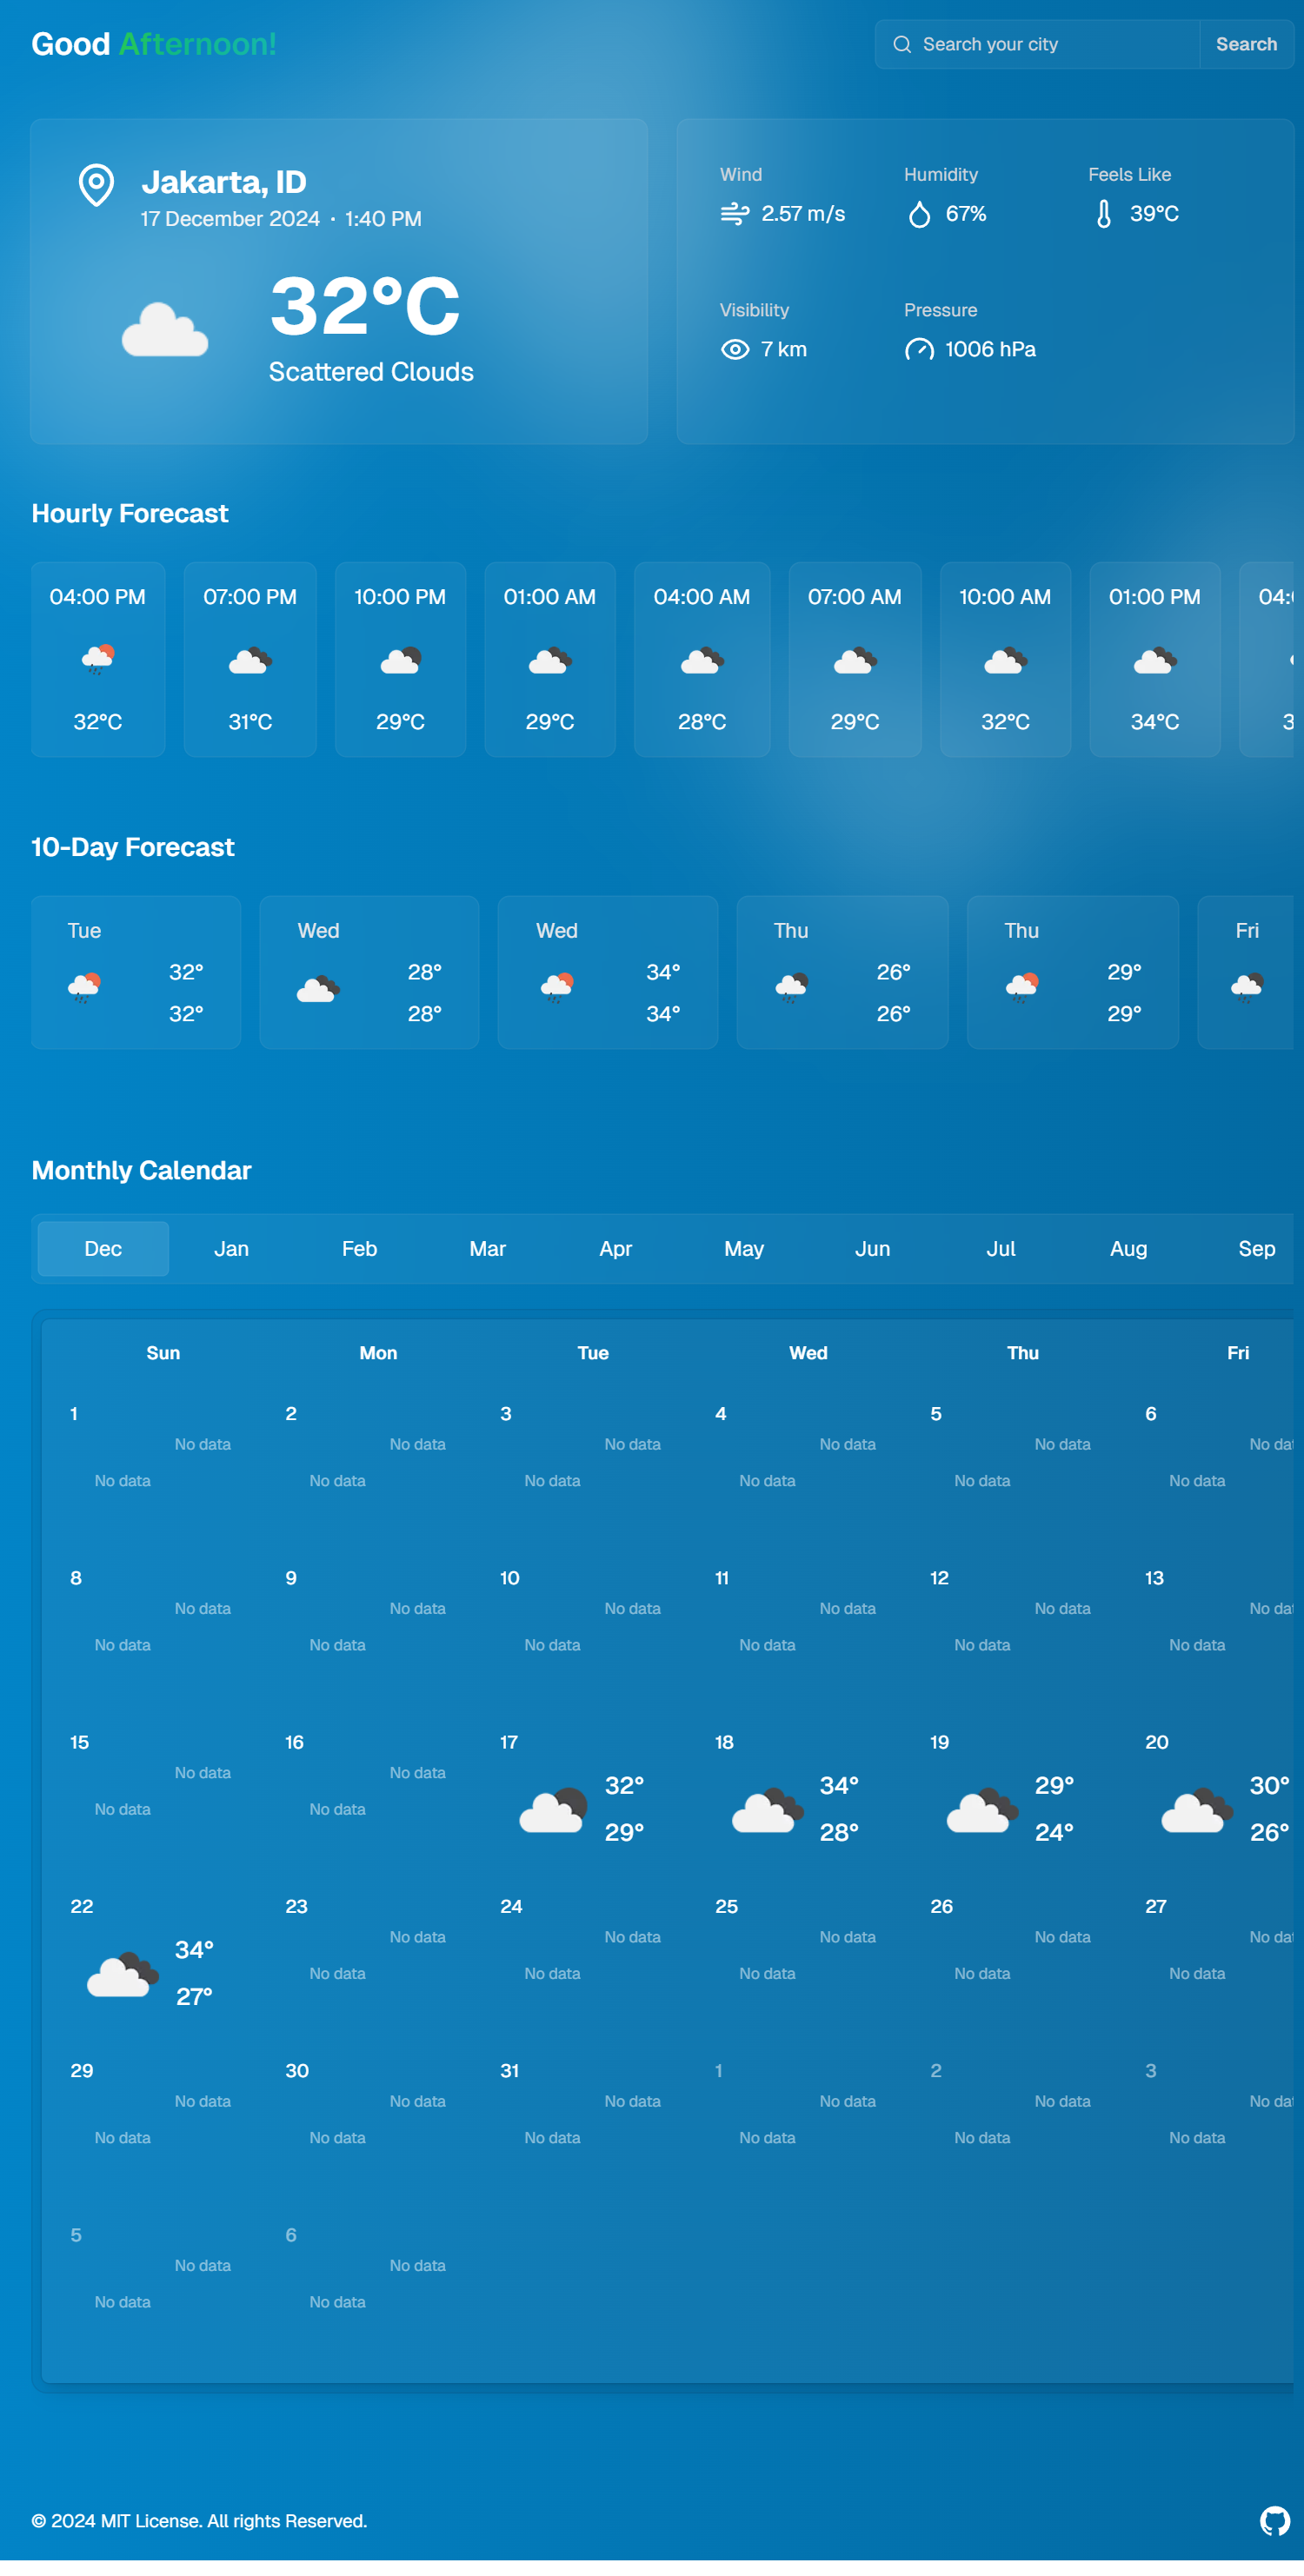 Good Afternoon!
Search your city
Search
Jakarta, ID
17 December 2024 · 1:40 PM
32°C
Scattered Clouds
Wind
2.57 m/s
Humidity
67%
Feels Like
39°C
Visibility
7 km
Pressure
1006 hPa
Hourly Forecast
04:00 PM 07:00 PM 10:00 PM 01:00 AM 04:00 AM 07:00 AM 10:00 AM 01:00 PM
32°C 31°C 29°C 29°C 28°C 29°C 32°C 34°C
10-Day Forecast
Tue Wed Wed Thu Thu Fri
32° 28° 34° 26° 29°
32° 28° 34° 26° 29°
Monthly Calendar
Dec Jan Feb Mar Apr May Jun Jul Aug Sep
Sun Mon Tue Wed Thu Fri
1 2 3 4 5 6
No data No data No data No data No data No dat
No data No data No data No data No data No data
8 9 10 11 12 13
No data No data No data No data No data No dat
No data No data No data No data No data No data
15 16 17 18 19 20
No data No data 32° 34° 29° 30°
No data No data 29° 28° 24° 26°
22 23 24 25 26 27
34° No data No data No data No data No dat
27° No data No data No data No data No data
29 30 31 1 2 3
No data No data No data No data No data No dat
No data No data No data No data No data No data
5 6
No data No data
No data No data
© 2024 MIT License. All rights Reserved.